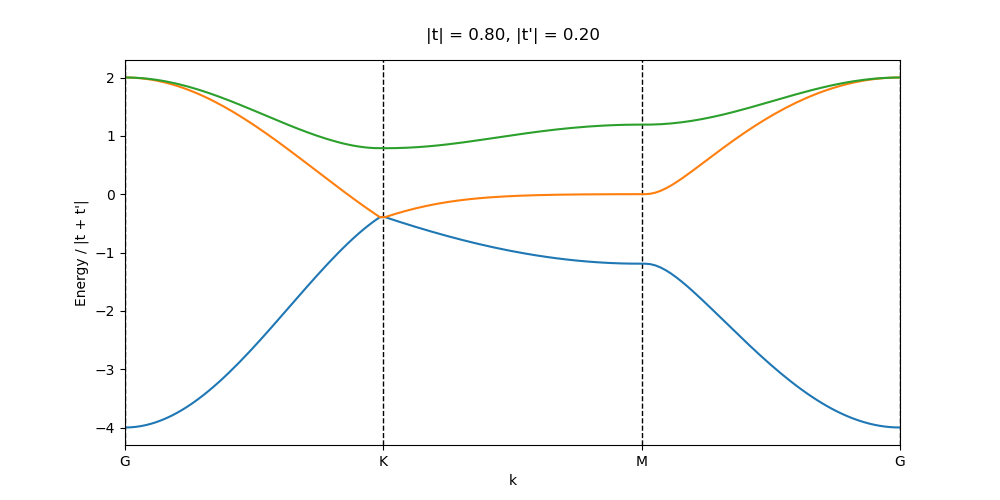 |t| = 0.80, |t'| = 0.20
Energy / |t + t'|
2
1
0
−1
−2
−3
−4
G K M G
k